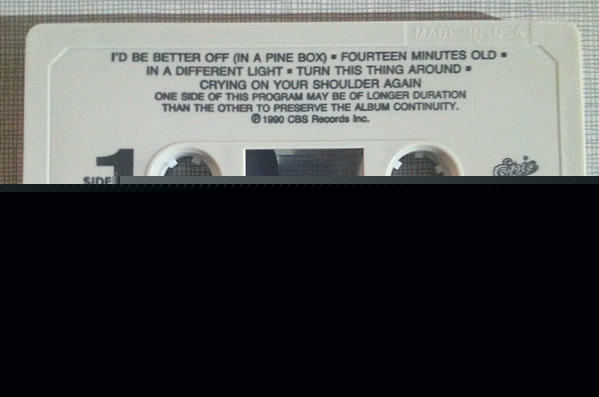 MADE IN USA
I'D BE BETTER OFF (IN A PINE BOX) ▪ FOURTEEN MINUTES OLD ▪
IN A DIFFERENT LIGHT ▪ TURN THIS THING AROUND ▪
CRYING ON YOUR SHOULDER AGAIN
ONE SIDE OF THIS PROGRAM MAY BE OF LONGER DURATION
THAN THE OTHER TO PRESERVE THE ALBUM CONTINUITY.
℗ 1990 CBS Records Inc.
SIDE 1
Epic